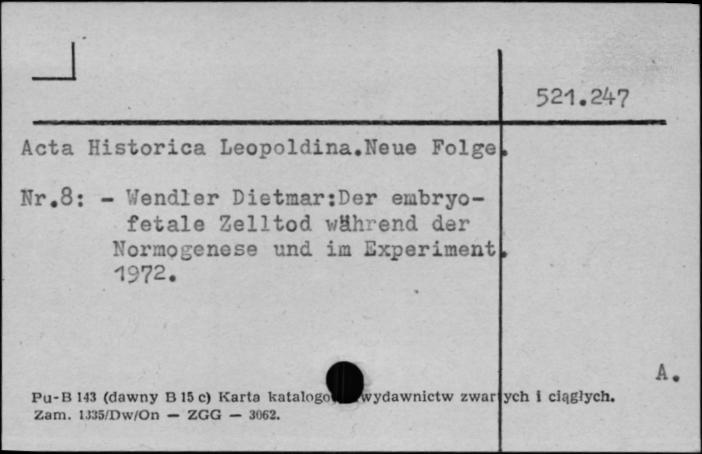 521.247
Acta Historica Leopoldina.Neue Folge.
Nr.8: - Wendler Dietmar:Der embryo-
fetale Zelltod während der
Normogenese und im Experiment.
1972.
A.
Pu-B 143 (dawny B 15 c) Karta katalogo wydawnictw zwartych i ciągłych.
Zam. 1335/Dw/On — ZGG — 3062.